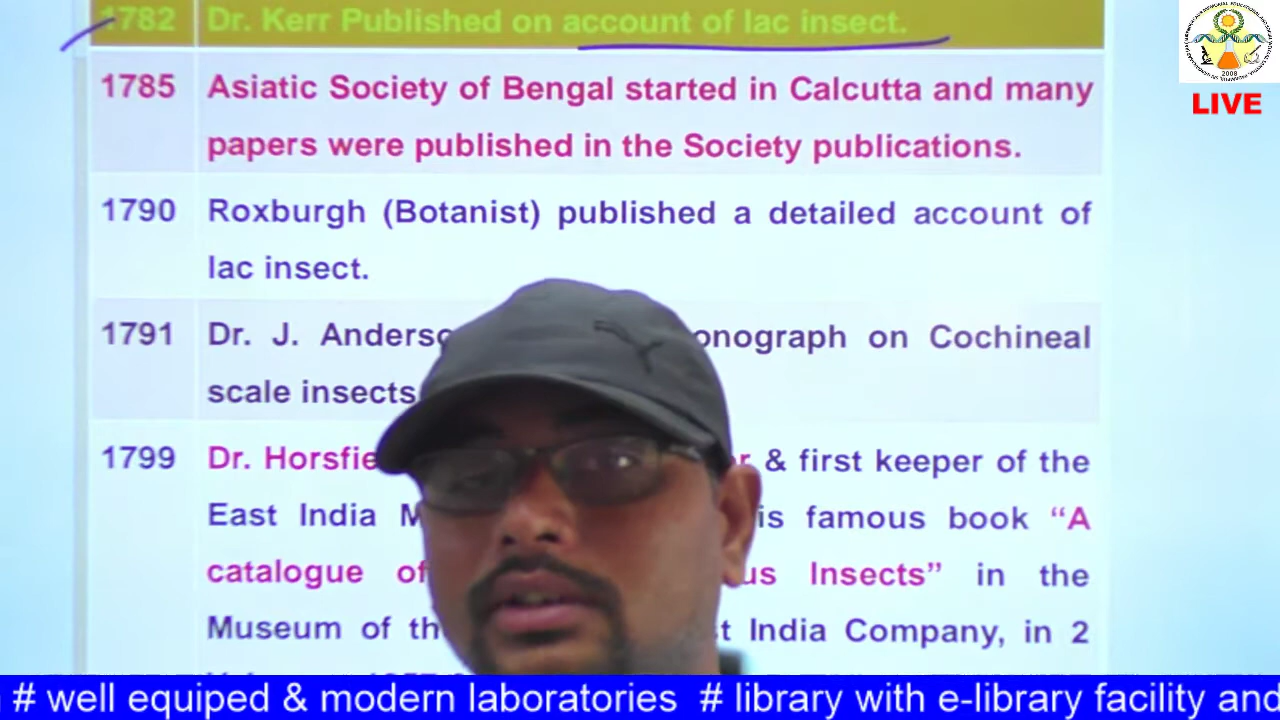 1782 Dr. Kerr Published on account of lac insect.
1785 Asiatic Society of Bengal started in Calcutta and many
papers were published in the Society publications.
1790 Roxburgh (Botanist) published a detailed account of
lac insect.
1791 Dr. J. onograph on Cochineal
scale insects
1799 Dr. & first keeper of the
East India is famous book “A
catalogue of us Insects” in the
Museum of India Company, in 2
LIVE
2008
# well equiped & modern laboratories # library with e-library facility and